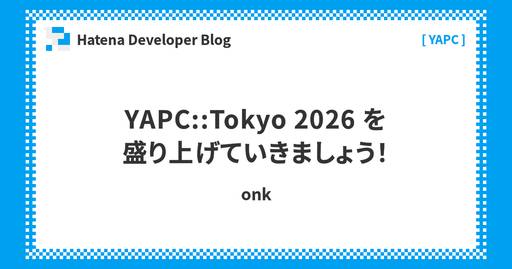 Hatena Developer Blog
[ YAPC ]
YAPC::Tokyo 2026 を
盛り上げていきましょう!
onk